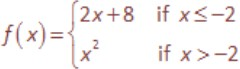 f(x)={2x+8 if x≤-2
x² if x>-2